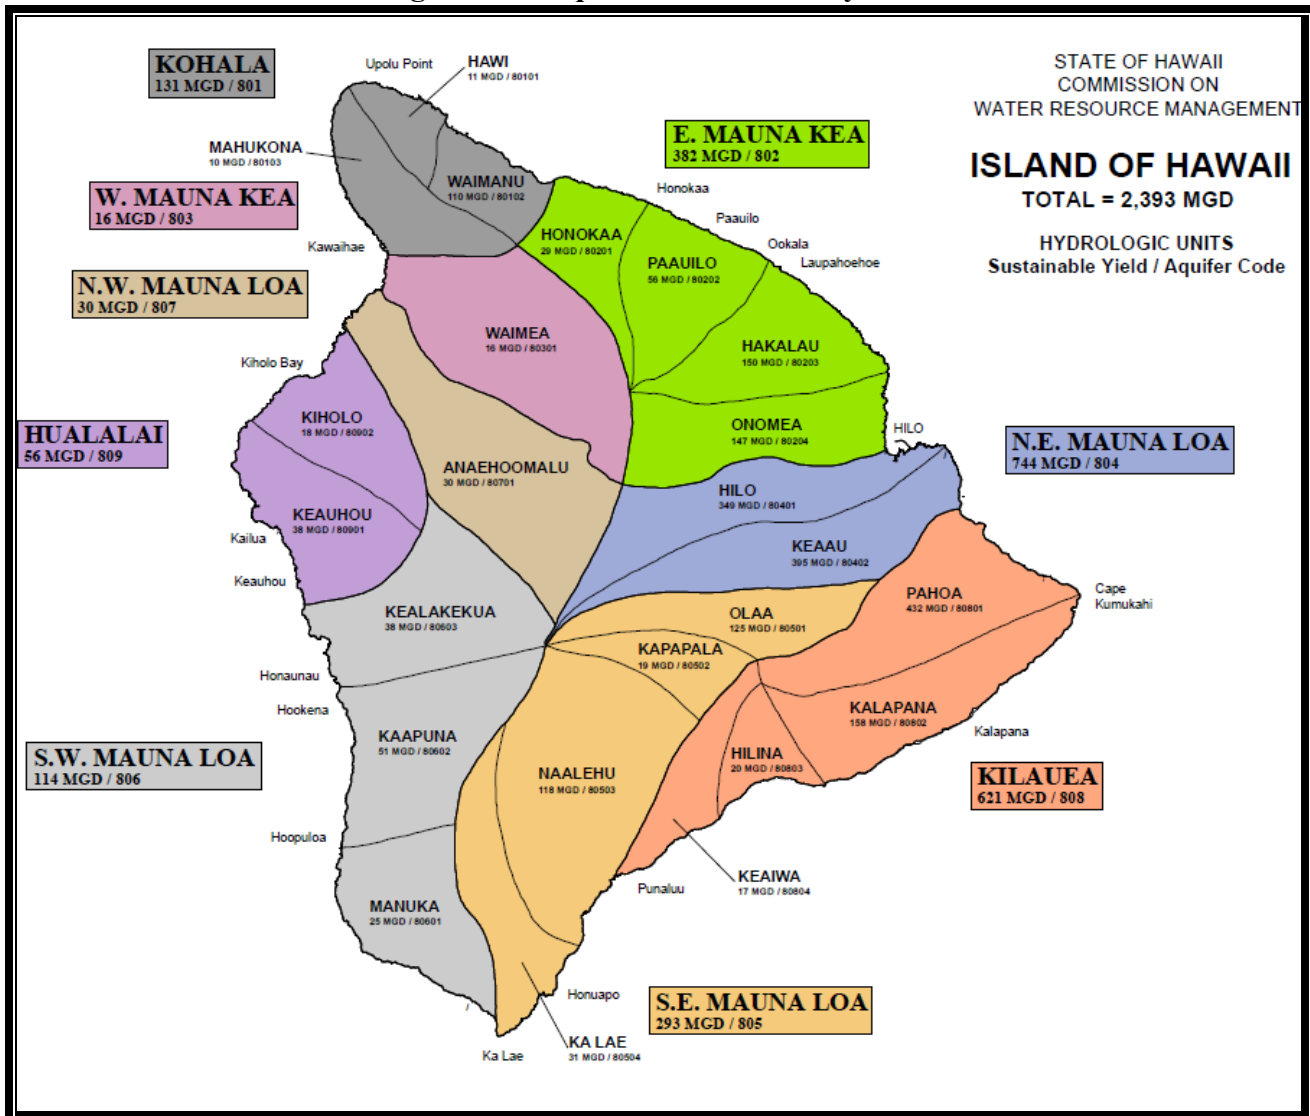 STATE OF HAWAII
COMMISSION ON
WATER RESOURCE MANAGEMENT
ISLAND OF HAWAII
TOTAL = 2,393 MGD
HYDROLOGIC UNITS
Sustainable Yield / Aquifer Code
KOHALA
131 MGD / 801
Upolu Point
HAWI
11 MGD / 80101
MAHUKONA
10 MGD / 80103
WAIMANU
110 MGD / 80102
E. MAUNA KEA
382 MGD / 802
W. MAUNA KEA
16 MGD / 803
Kawaihae
Honokaa
Paauilo
Ookala
Laupahoehoe
HONOKAA
29 MGD / 80201
PAAUILO
56 MGD / 80202
N.W. MAUNA LOA
30 MGD / 807
WAIMEA
16 MGD / 80301
HAKALAU
150 MGD / 80203
Kiholo Bay
KIHOLO
18 MGD / 80902
ONOMEA
147 MGD / 80204
HILO
HUALALAI
56 MGD / 809
N.E. MAUNA LOA
744 MGD / 804
ANAEHOOMALU
30 MGD / 80701
HILO
349 MGD / 80401
KEAUHOU
38 MGD / 80901
Kailua
KEAAU
395 MGD / 80402
Keauhou
PAHOA
432 MGD / 80801
Cape
Kumukahi
KEALAKEKUA
38 MGD / 80603
OLAA
125 MGD / 80501
KAPAPALA
19 MGD / 80502
Honaunau
Hookena
KALAPANA
158 MGD / 80802
Kalapana
KAAPUNA
51 MGD / 80602
S.W. MAUNA LOA
114 MGD / 806
HILINA
20 MGD / 80803
NAALEHU
118 MGD / 80503
KILAUEA
621 MGD / 808
Hoopuloa
KEAIWA
17 MGD / 80804
Punaluu
MANUKA
25 MGD / 80601
Honuapo
S.E. MAUNA LOA
293 MGD / 805
KA LAE
31 MGD / 80504
Ka Lae